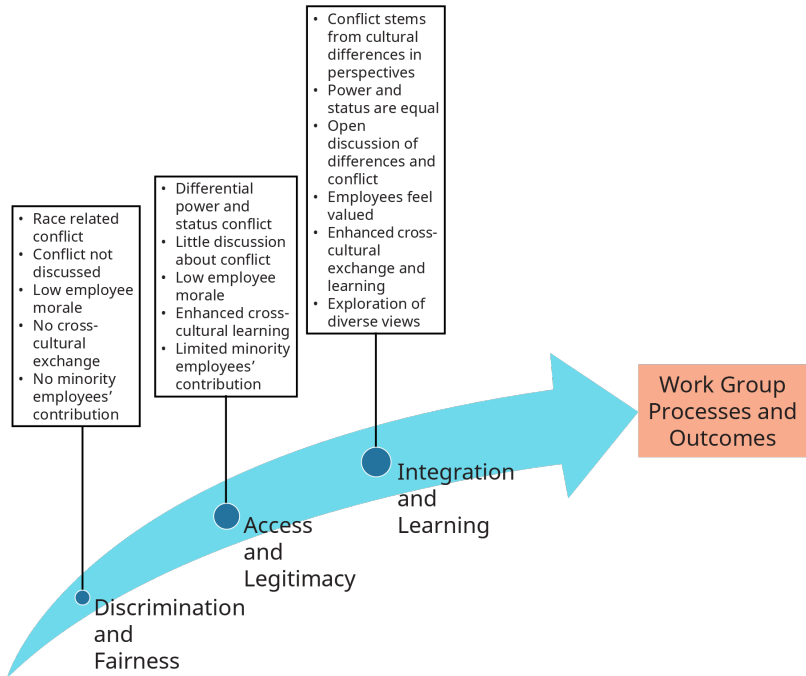 • Conflict stems
from cultural
differences in
perspectives
• Power and
status are equal
• Open
discussion of
differences and
conflict
• Employees feel
valued
• Enhanced cross-
cultural
exchange and
learning
• Exploration of
diverse views
• Differential
power and
status conflict
• Little discussion
about conflict
• Low employee
morale
• Enhanced cross-
cultural learning
• Limited minority
employees’
contribution
• Race related
conflict
• Conflict not
discussed
• Low employee
morale
• No cross-
cultural
exchange
• No minority
employees’
contribution
Work Group
Processes and
Outcomes
Integration
and
Learning
Access
and
Legitimacy
Discrimination
and
Fairness